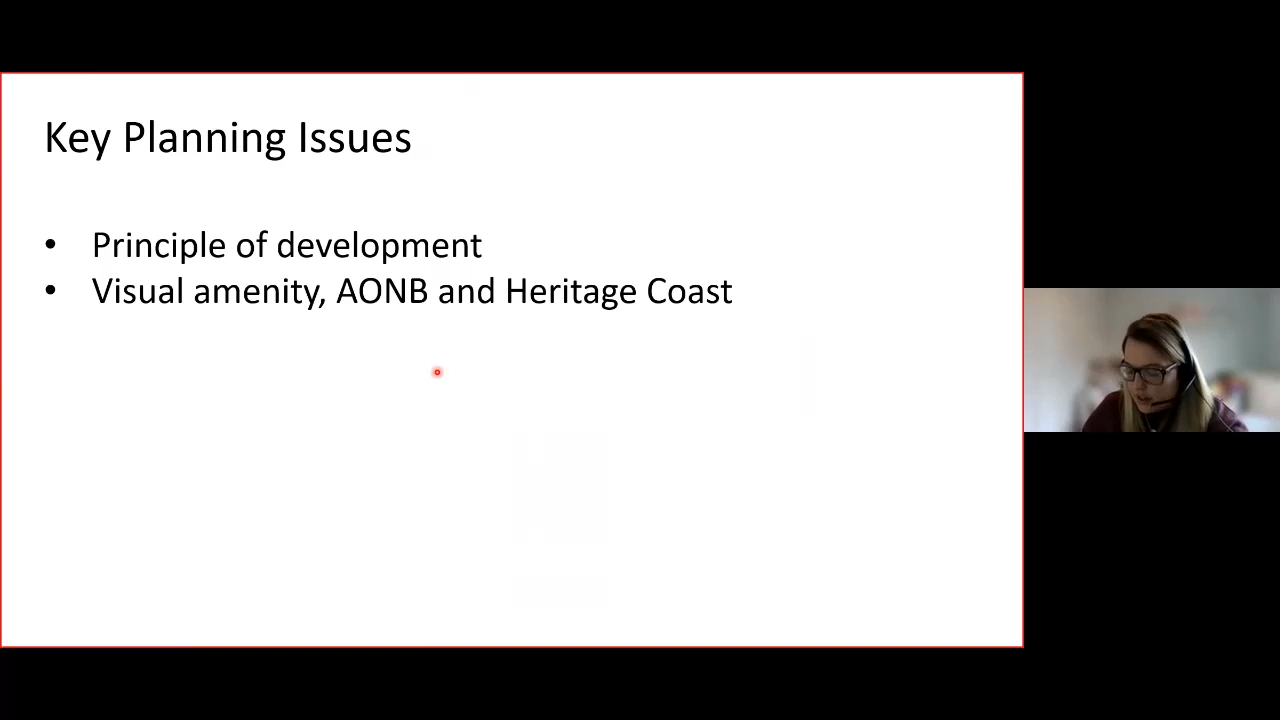 Key Planning Issues
• Principle of development
• Visual amenity, AONB and Heritage Coast